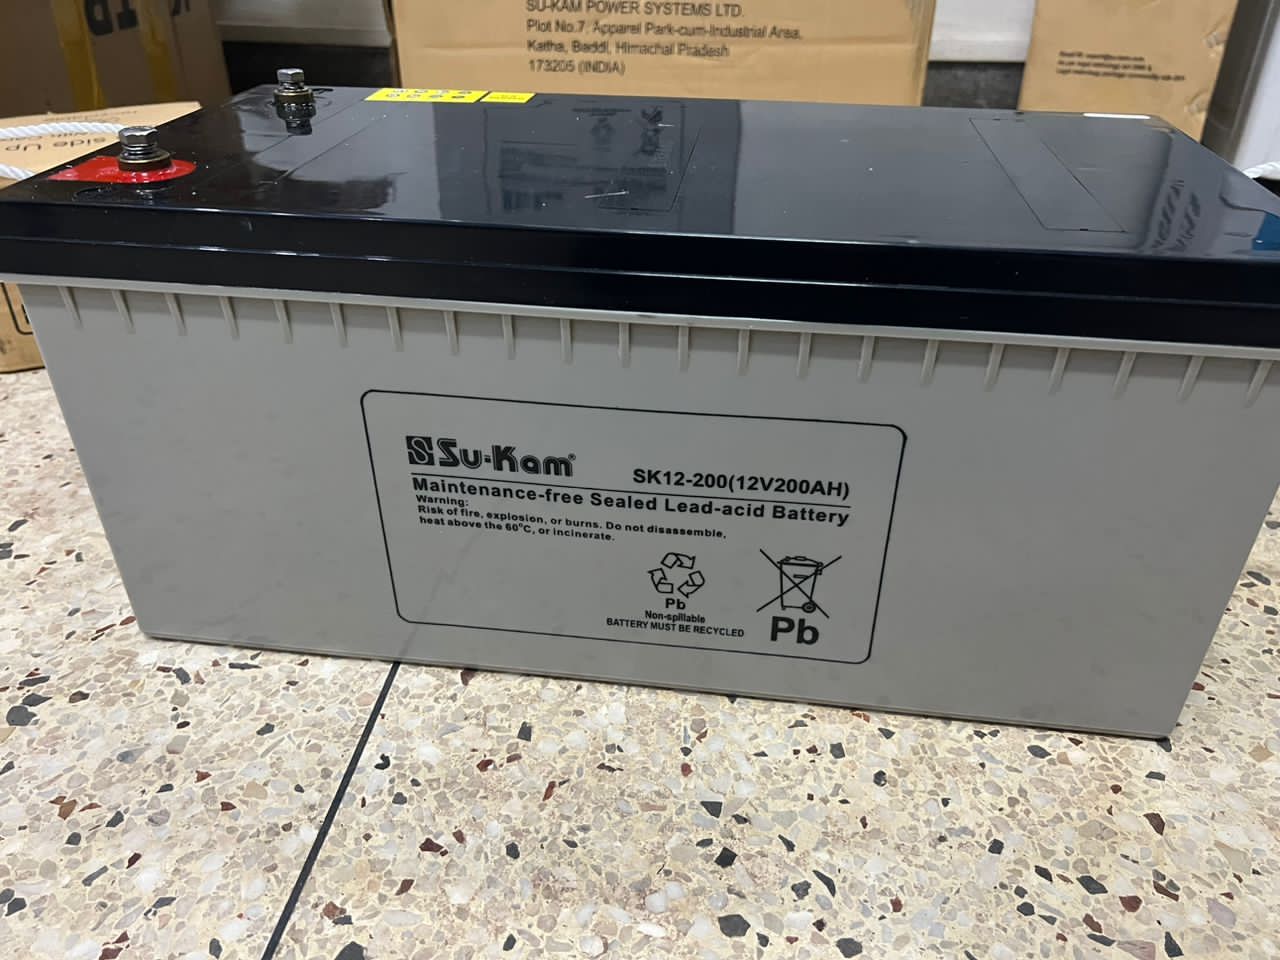 SU-KAM POWER SYSTEMS LTD.
Plot No.7, Apparel Park-cum-Industrial Area,
Katha, Baddi, Himachal Pradesh
173205 (INDIA)
side Up
Su-Kam®
SK12-200(12V200AH)
Maintenance-free Sealed Lead-acid Battery
Warning:
Risk of fire, explosion, or burns. Do not disassemble,
heat above the 60°C, or incinerate.
Pb
Non-spillable
BATTERY MUST BE RECYCLED
Pb